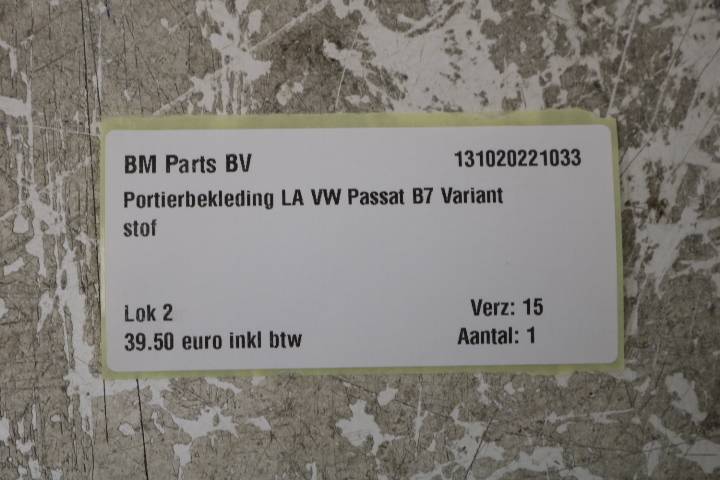 BM Parts BV 131020221033
Portierbekleding LA VW Passat B7 Variant
stof
Lok 2 Verz: 15
39.50 euro inkl btw Aantal: 1